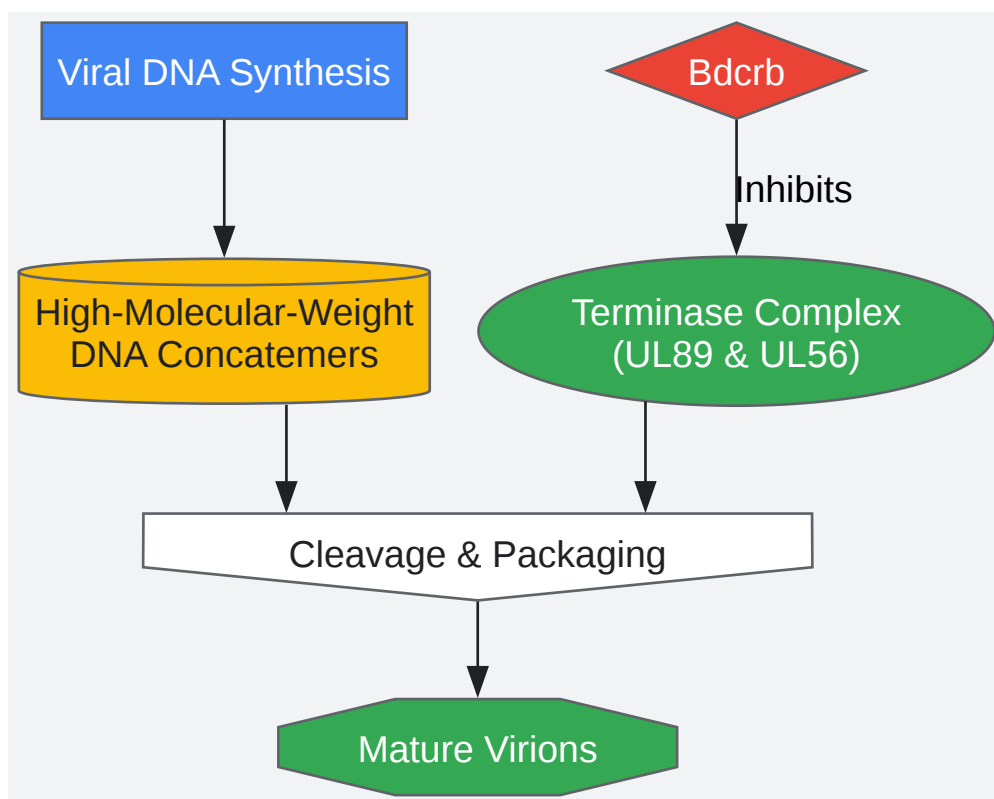 Viral DNA Synthesis
Bdcrb
Inhibits
High-Molecular-Weight
DNA Concatemers
Terminase Complex
(UL89 & UL56)
Cleavage & Packaging
Mature Virions